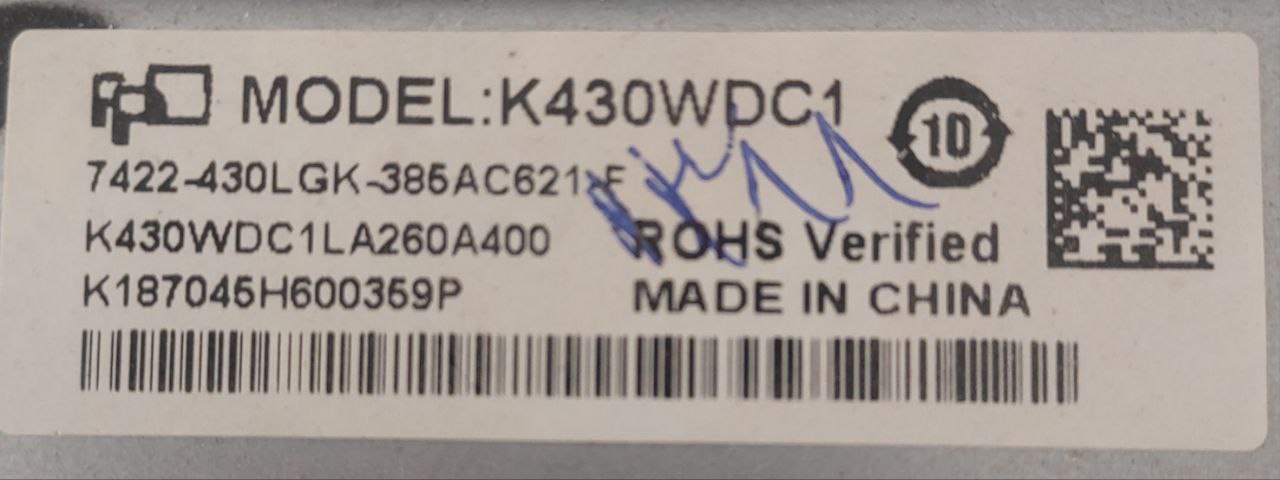 MODEL:K430WDC1
10
7422-430LGK-385AC621
K430WDC1LA260A400
ROHS Verified
K187045H600359P
MADE IN CHINA